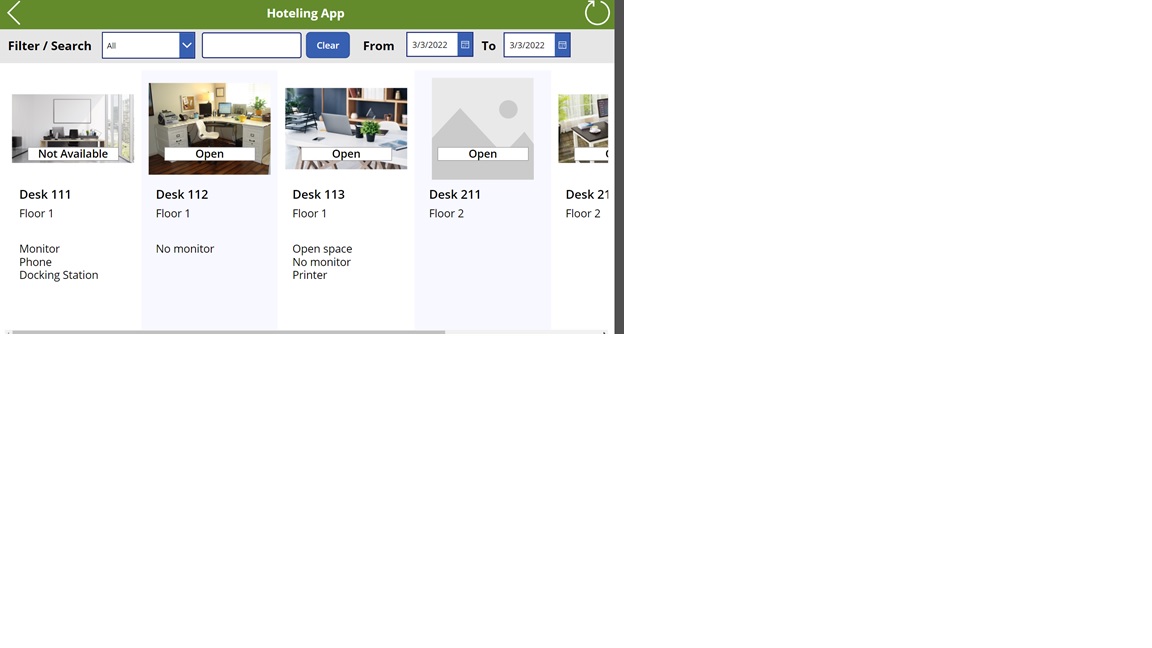 Hoteling App
Filter / Search All Clear From 3/3/2022 To 3/3/2022
Not Available Open Open Open
Desk 111 Desk 112 Desk 113 Desk 211 Desk 21
Floor 1 Floor 1 Floor 1 Floor 2 Floor 2
Monitor No monitor Open space
Phone No monitor
Docking Station Printer